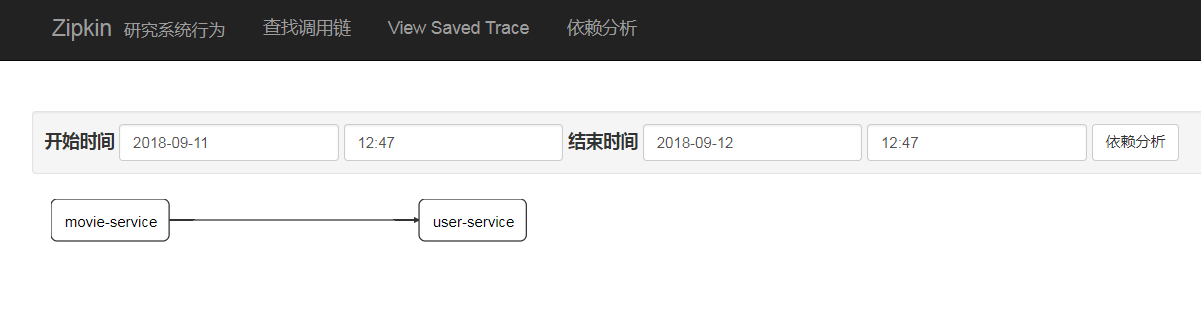 Zipkin 研究系统行为 查找调用链 View Saved Trace 依赖分析
开始时间 2018-09-11 12:47 结束时间 2018-09-12 12:47 依赖分析
movie-service user-service